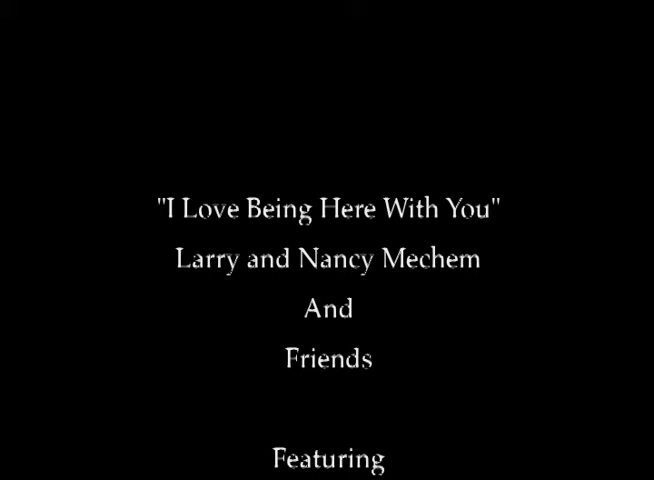 "I Love Being Here With You"
Larry and Nancy Mechem
And
Friends
Featuring